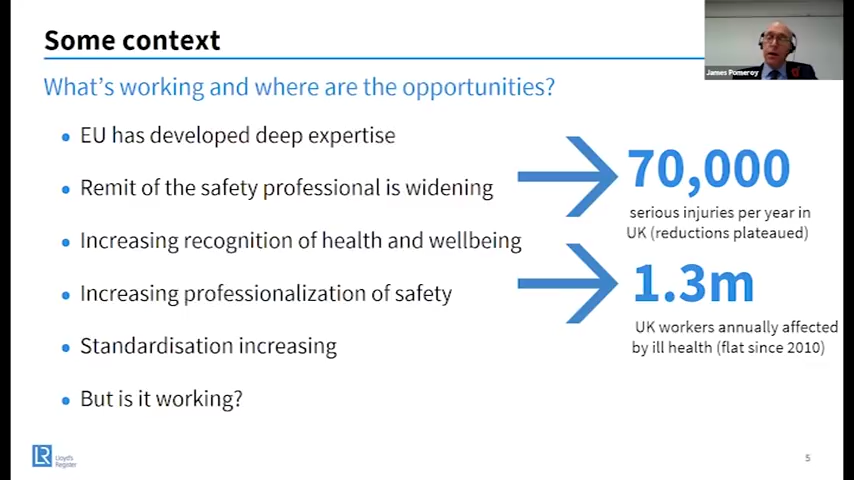 Some context
James Pomeroy
What's working and where are the opportunities?
EU has developed deep expertise
Remit of the safety professional is widening
Increasing recognition of health and wellbeing
Increasing professionalization of safety
Standardisation increasing
But is it working?
70,000
serious injuries per year in
UK (reductions plateaued)
1.3m
UK workers annually affected
by ill health (flat since 2010)
LR
Lloyd's
Register
5